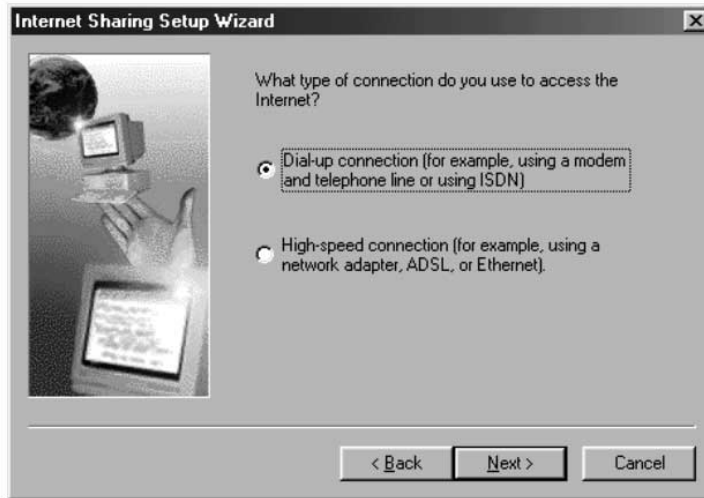 Internet Sharing Setup Wizard
What type of connection do you use to access the
Internet?
Dial-up connection (for example, using a modem
and telephone line or using ISDN)
High-speed connection (for example, using a
network adapter, ADSL, or Ethernet).
< Back
Next >
Cancel